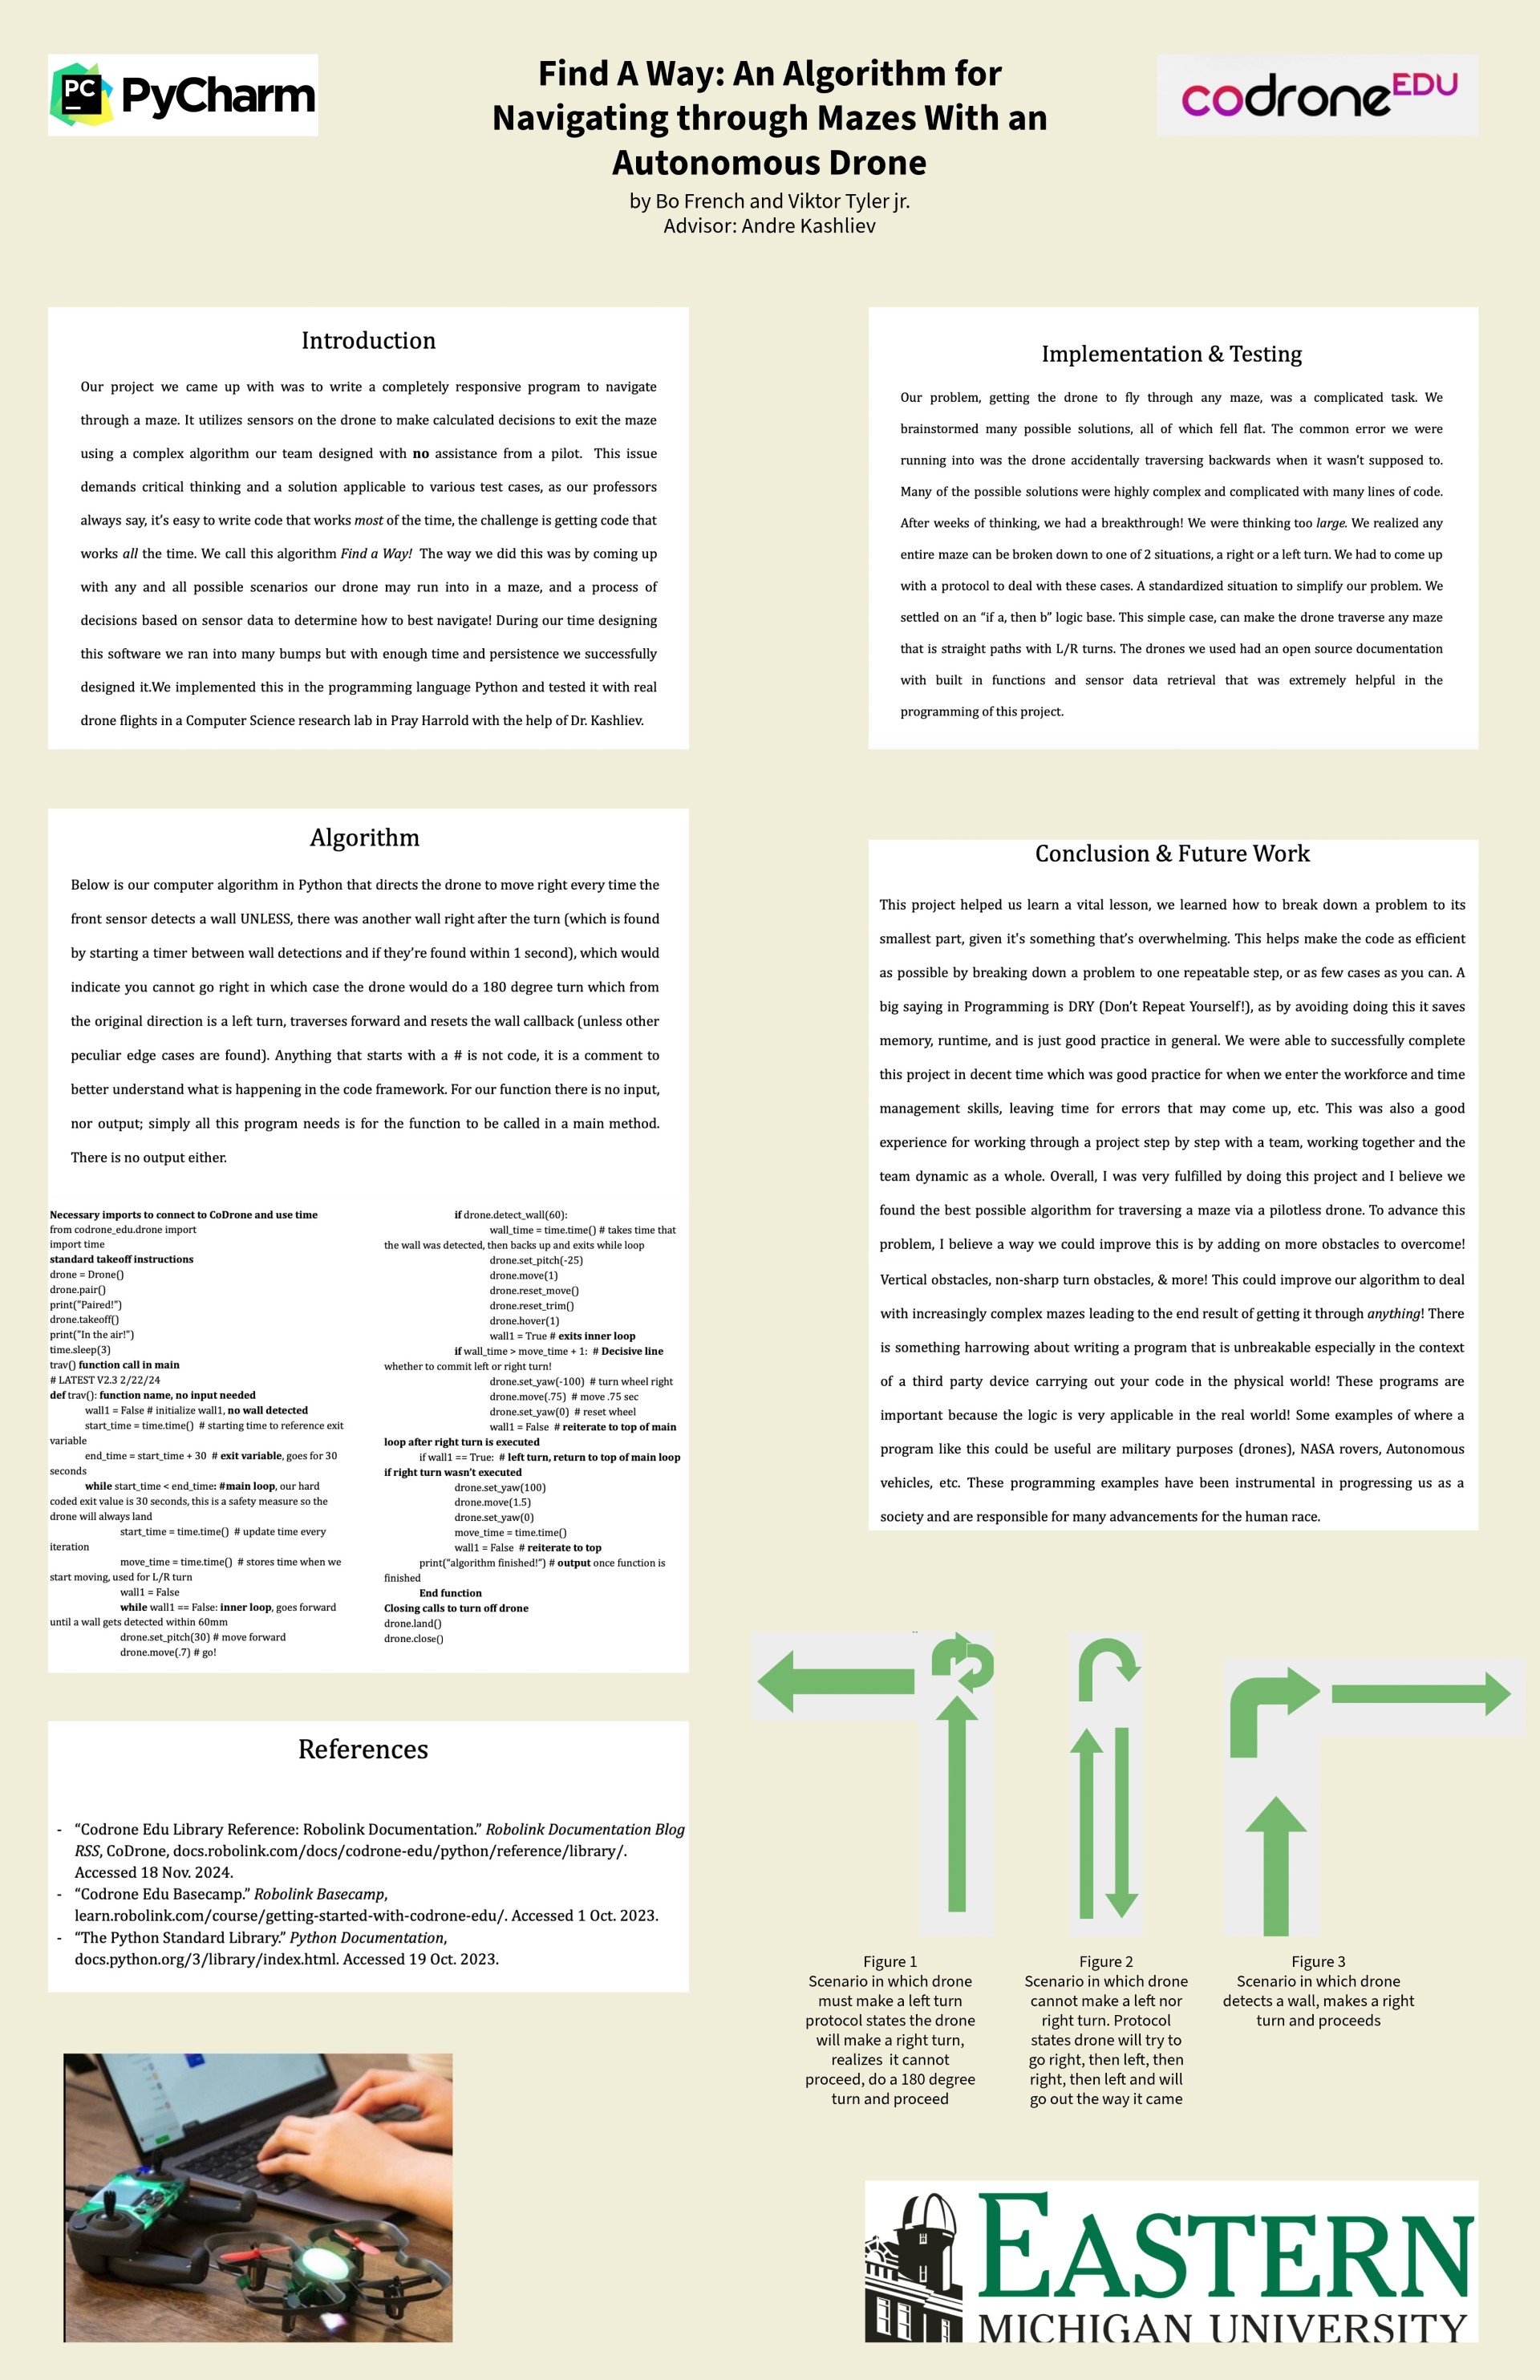 PC
PyCharm
Find A Way: An Algorithm for
Navigating through Mazes With an
Autonomous Drone
by Bo French and Viktor Tyler jr.
Advisor: Andre Kashliev
codrone EDU
Introduction
Our project we came up with was to write a completely responsive program to navigate
through a maze. It utilizes sensors on the drone to make calculated decisions to exit the maze
using a complex algorithm our team designed with no assistance from a pilot. This issue
demands critical thinking and a solution applicable to various test cases, as our professors
always say, it's easy to write code that works most of the time, the challenge is getting code that
works all the time. We call this algorithm Find a Way! The way we did this was by coming up
with any and all possible scenarios our drone may run into in a maze, and a process of
decisions based on sensor data to determine how to best navigate! During our time designing
this software we ran into many bumps but with enough time and persistence we successfully
designed it.We implemented this in the programming language Python and tested it with real
drone flights in a Computer Science research lab in Pray Harrold with the help of Dr. Kashliev.
Implementation & Testing
Our problem, getting the drone to fly through any maze, was a complicated task. We
brainstormed many possible solutions, all of which fell flat. The common error we were
running into was the drone accidentally traversing backwards when it wasn't supposed to.
Many of the possible solutions were highly complex and complicated with many lines of code.
After weeks of thinking, we had a breakthrough! We were thinking too large. We realized any
entire maze can be broken down to one of 2 situations, a right or a left turn. We had to come up
with a protocol to deal with these cases. A standardized situation to simplify our problem. We
settled on an "if a, then b" logic base. This simple case, can make the drone traverse any maze
that is straight paths with L/R turns. The drones we used had an open source documentation
with built in functions and sensor data retrieval that was extremely helpful in the
programming of this project.
Algorithm
Below is our computer algorithm in Python that directs the drone to move right every time the
front sensor detects a wall UNLESS, there was another wall right after the turn (which is found
by starting a timer between wall detections and if they're found within 1 second), which would
indicate you cannot go right in which case the drone would do a 180 degree turn which from
the original direction is a left turn, traverses forward and resets the wall callback (unless other
peculiar edge cases are found). Anything that starts with a # is not code, it is a comment to
better understand what is happening in the code framework. For our function there is no input,
nor output; simply all this program needs is for the function to be called in a main method.
There is no output either.
Necessary imports to connect to CoDrone and use time
from codrone_edu.drone import
import time
standard takeoff instructions
drone = Drone()
drone.pair()
print("Paired!")
drone.takeoff()
print("In the air!")
time.sleep(3)
trav() function call in main
# LATEST V2.3 2/22/24
def trav(): function name, no input needed
wall1 = False # initialize wall1, no wall detected
start_time = time.time() # starting time to reference exit
variable
end_time = start_time + 30 # exit variable, goes for 30
seconds
while start_time < end_time: #main loop, our hard
coded exit value is 30 seconds, this is a safety measure so the
drone will always land
start_time = time.time() # update time every
iteration
move_time = time.time() # stores time when we
start moving, used for L/R turn
wall1 = False
while wall1 == False: inner loop, goes forward
until a wall gets detected within 60mm
drone.set_pitch(30) # move forward
drone.move(.7) # go!
if drone.detect_wall(60):
wall_time = time.time() # takes time that
the wall was detected, then backs up and exits while loop
drone.set_pitch(-25)
drone.move(1)
drone.reset_move()
drone.reset_trim()
drone.hover(1)
wall1 = True # exits inner loop
if wall_time > move_time + 1: # Decisive line
whether to commit left or right turn!
drone.set_yaw(-100) # turn wheel right
drone.move(.75) # move .75 sec
drone.set_yaw(0) # reset wheel
wall1 = False # reiterate to top of main
loop after right turn is executed
if wall1 == True: # left turn, return to top of main loop
if right turn wasn't executed
drone.set_yaw(100)
drone.move(1.5)
drone.set_yaw(0)
move_time = time.time()
wall1 = False # reiterate to top
print("algorithm finished!") # output once function is
finished
End function
Closing calls to turn off drone
drone.land()
drone.close()
Conclusion & Future Work
This project helped us learn a vital lesson, we learned how to break down a problem to its
smallest part, given it's something that's overwhelming. This helps make the code as efficient
as possible by breaking down a problem to one repeatable step, or as few cases as you can. A
big saying in Programming is DRY (Don't Repeat Yourself!), as by avoiding doing this it saves
memory, runtime, and is just good practice in general. We were able to successfully complete
this project in decent time which was good practice for when we enter the workforce and time
management skills, leaving time for errors that may come up, etc. This was also a good
experience for working through a project step by step with a team, working together and the
team dynamic as a whole. Overall, I was very fulfilled by doing this project and I believe we
found the best possible algorithm for traversing a maze via a pilotless drone. To advance this
problem, I believe a way we could improve this is by adding on more obstacles to overcome!
Vertical obstacles, non-sharp turn obstacles, & more! This could improve our algorithm to deal
with increasingly complex mazes leading to the end result of getting it through anything! There
is something harrowing about writing a program that is unbreakable especially in the context
of a third party device carrying out your code in the physical world! These programs are
important because the logic is very applicable in the real world! Some examples of where a
program like this could be useful are military purposes (drones), NASA rovers, Autonomous
vehicles, etc. These programming examples have been instrumental in progressing us as a
society and are responsible for many advancements for the human race.
References
- "Codrone Edu Library Reference: Robolink Documentation." Robolink Documentation Blog
RSS, CoDrone, docs.robolink.com/docs/codrone-edu/python/reference/library/.
Accessed 18 Nov. 2024.
- "Codrone Edu Basecamp." Robolink Basecamp,
learn.robolink.com/course/getting-started-with-codrone-edu/. Accessed 1 Oct. 2023.
- "The Python Standard Library." Python Documentation,
docs.python.org/3/library/index.html. Accessed 19 Oct. 2023.
Figure 1
Scenario in which drone
must make a left turn
protocol states the drone
will make a right turn,
realizes it cannot
proceed, do a 180 degree
turn and proceed
Figure 2
Scenario in which drone
cannot make a left nor
right turn. Protocol
states drone will try to
go right, then left, then
right, then left and will
go out the way it came
Figure 3
Scenario in which drone
detects a wall, makes a right
turn and proceeds
EASTERN
MICHIGAN UNIVERSITY